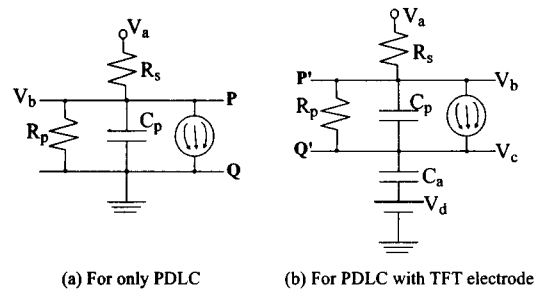 Va
Rs
Vb
P
Rp
Cp
Q
(a) For only PDLC
Va
Rs
P'
Vb
Rp
Cp
Q'
Vc
Ca
Vd
(b) For PDLC with TFT electrode